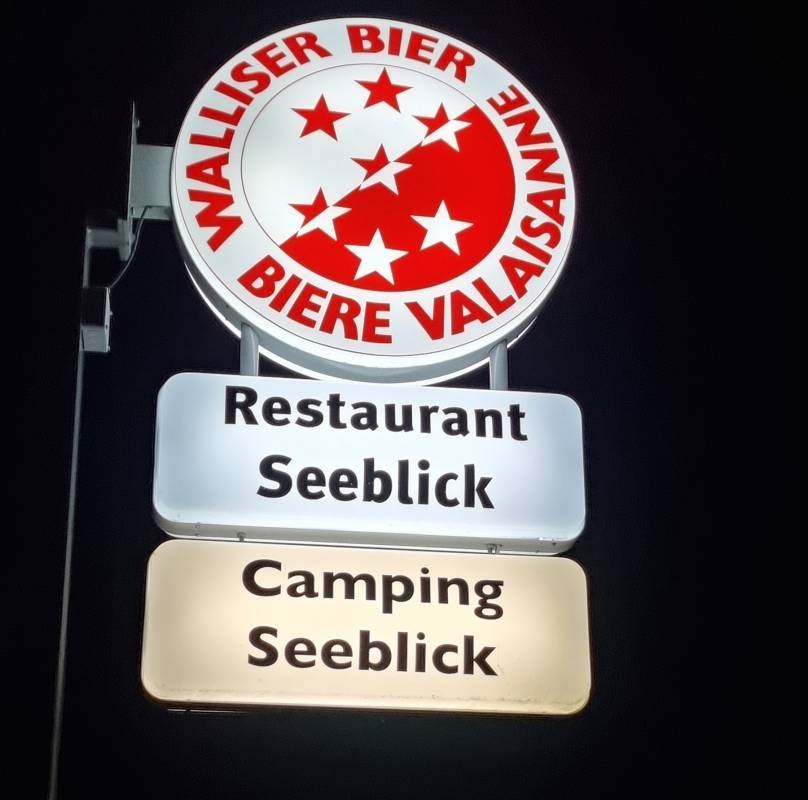 WALLISER BIER
BIERE VALAISANNE
Restaurant
Seeblick
Camping
Seeblick